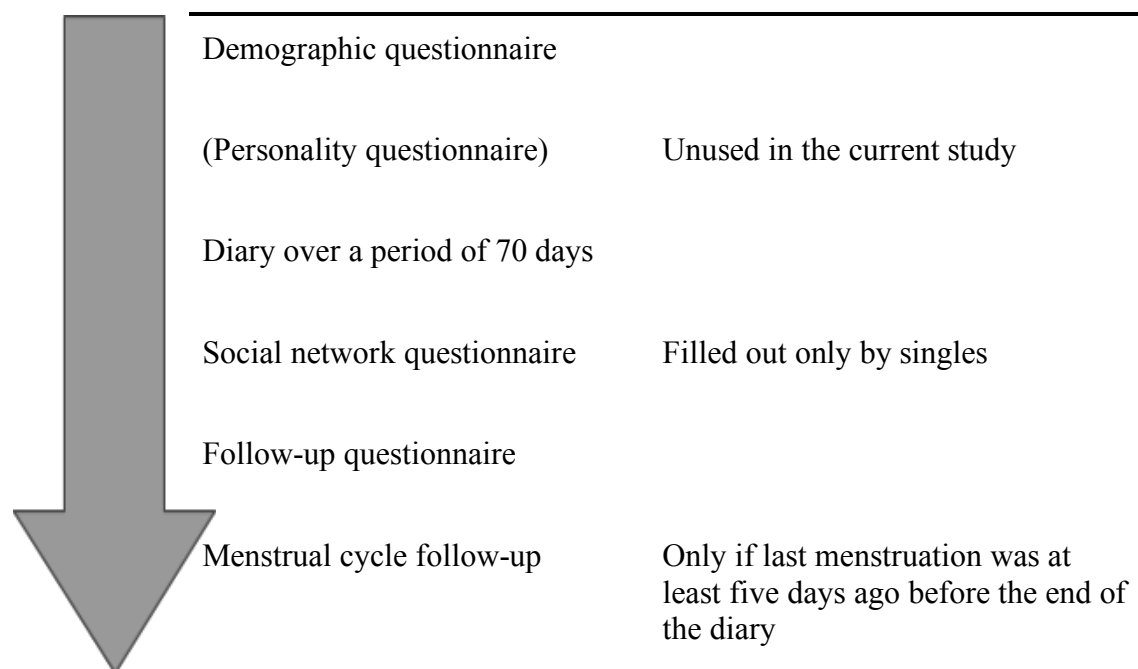 Demographic questionnaire
(Personality questionnaire) Unused in the current study
Diary over a period of 70 days
Social network questionnaire Filled out only by singles
Follow-up questionnaire
Menstrual cycle follow-up Only if last menstruation was at
least five days ago before the end of
the diary